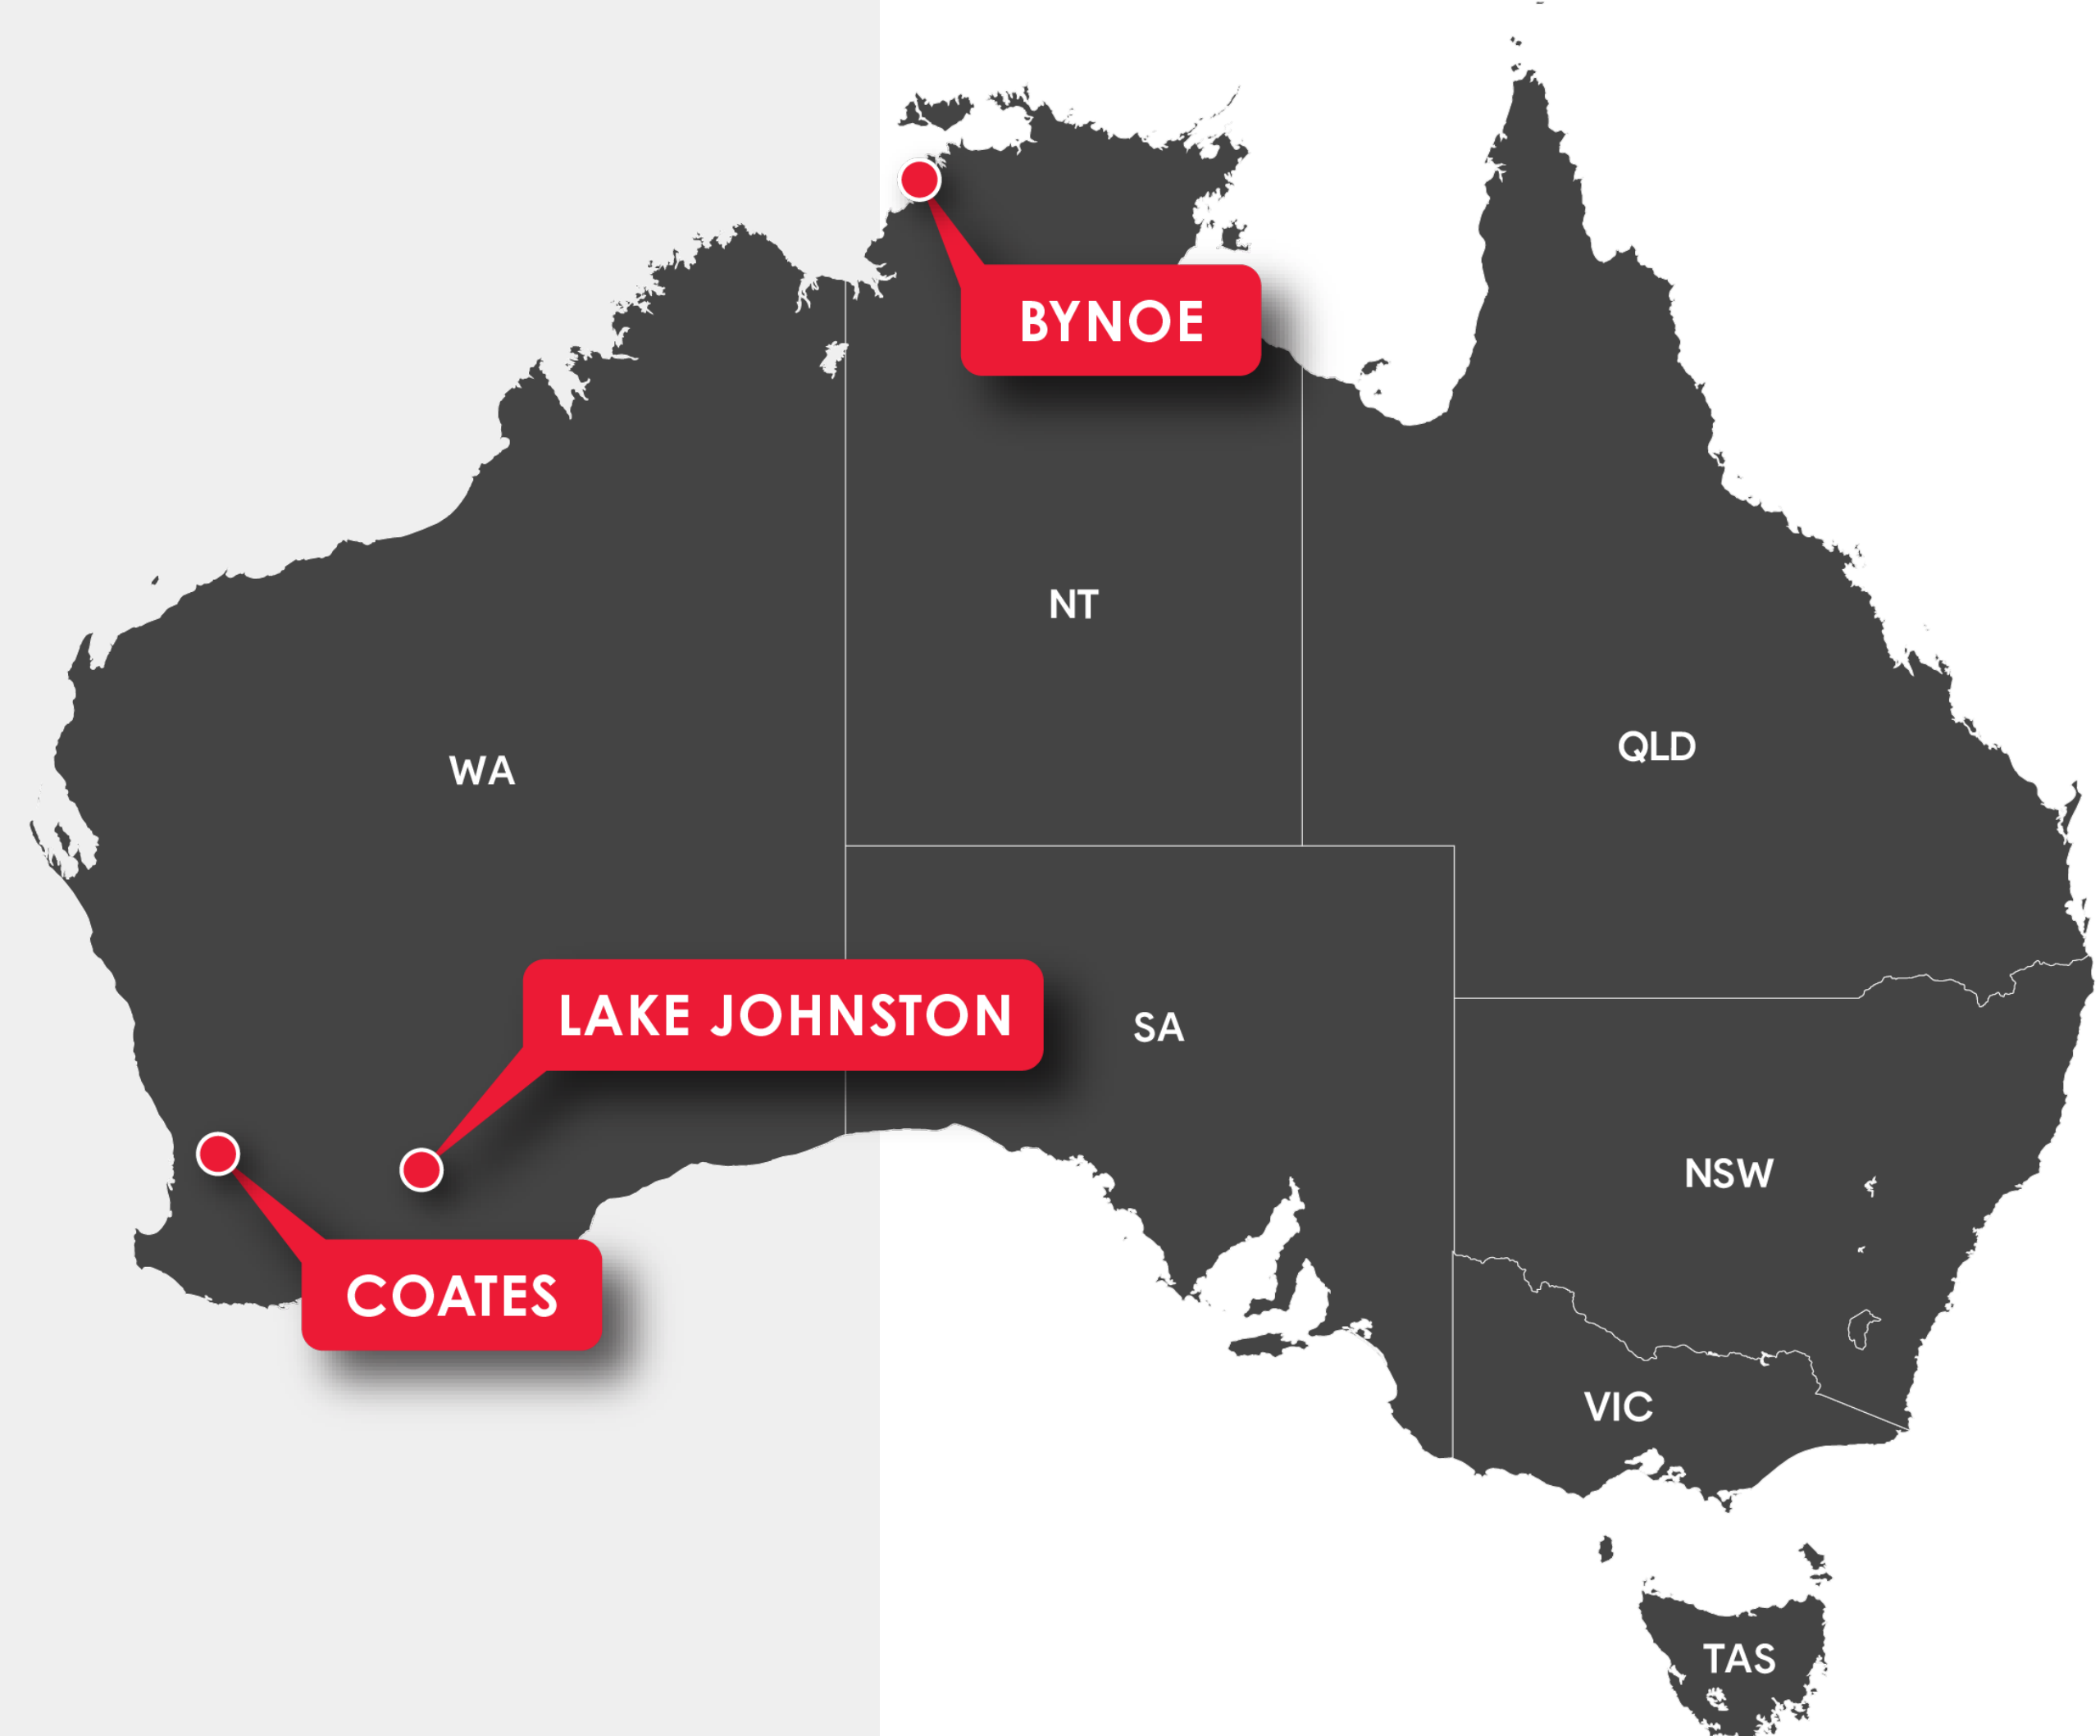 BYNOE
NT
QLD
WA
LAKE JOHNSTON
SA
NSW
COATES
VIC
TAS